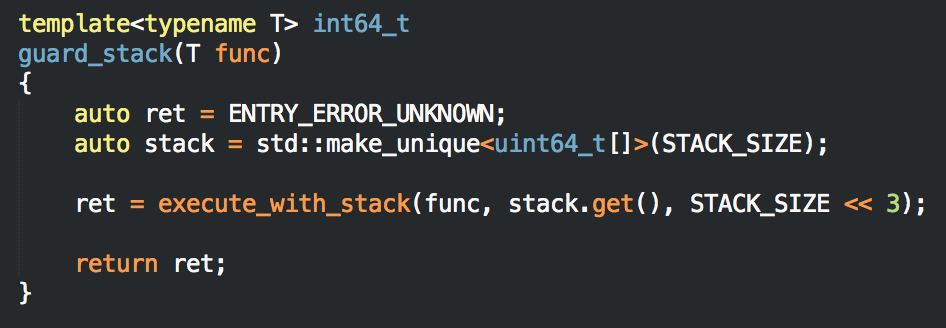 template<typename T> int64_t
guard_stack(T func)
{
    auto ret = ENTRY_ERROR_UNKNOWN;
    auto stack = std::make_unique<uint64_t[]>(STACK_SIZE);
    ret = execute_with_stack(func, stack.get(), STACK_SIZE << 3);
    return ret;
}